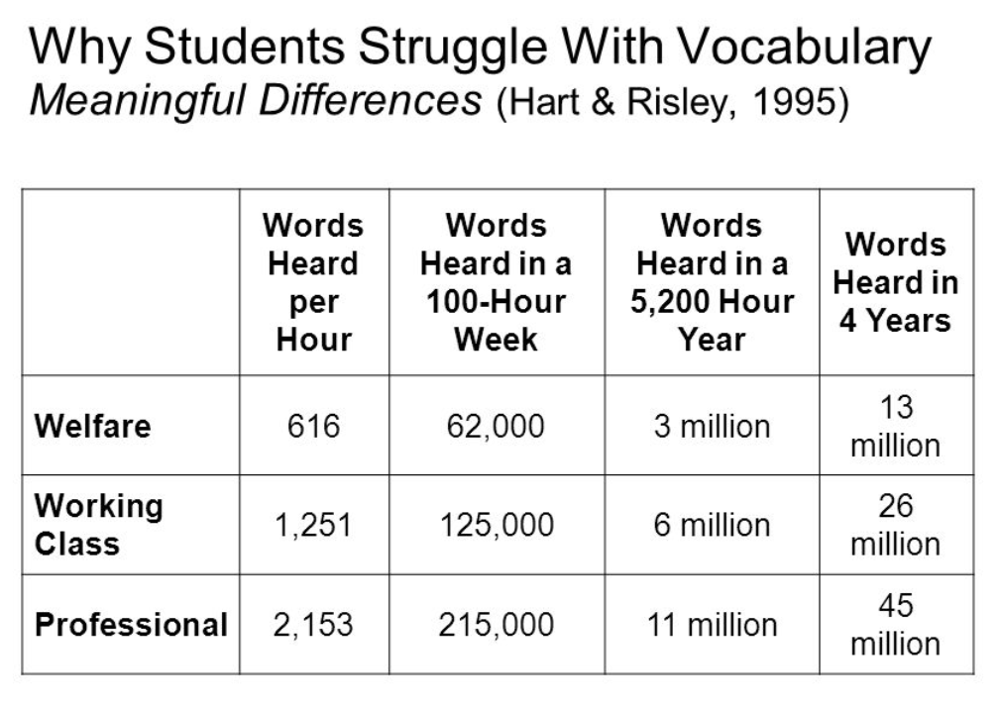 Why Students Struggle With Vocabulary
Meaningful Differences (Hart & Risley, 1995)
Words
Heard
per
Hour
Words
Heard in a
100-Hour
Week
Words
Heard in a
5,200 Hour
Year
Words
Heard in
4 Years
Welfare
616
62,000
3 million
13
million
Working
Class
1,251
125,000
6 million
26
million
Professional
2,153
215,000
11 million
45
million